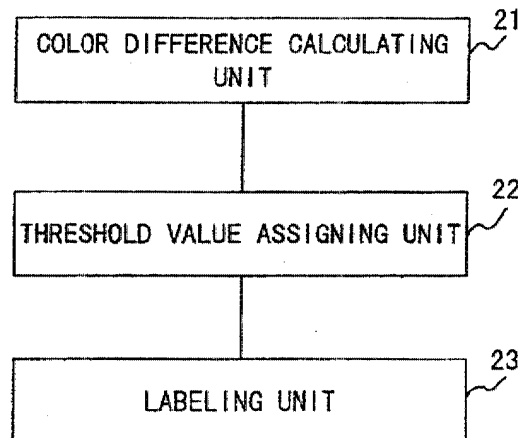 21
COLOR DIFFERENCE CALCULATING
UNIT
22
THRESHOLD VALUE ASSIGNING UNIT
23
LABELING UNIT